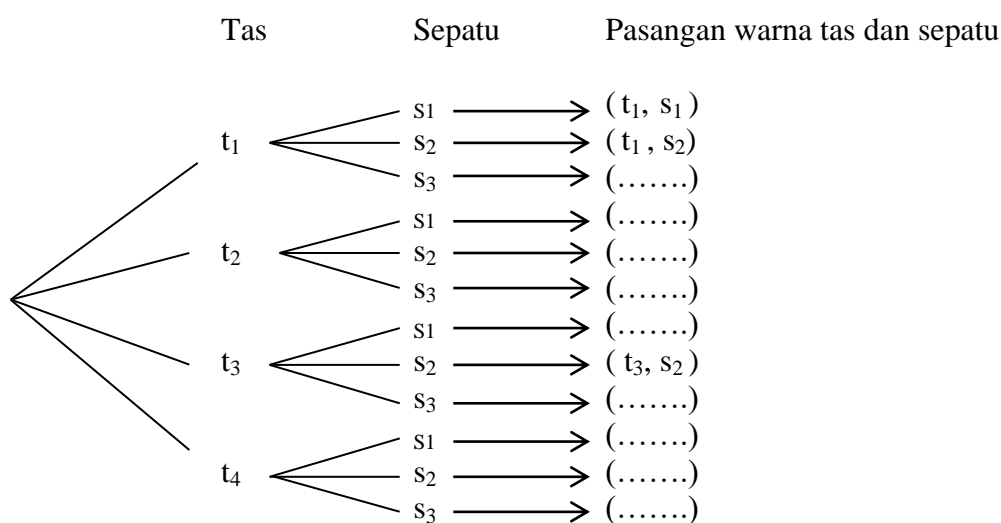 Tas Sepatu Pasangan warna tas dan sepatu
s₁ ( t₁, s₁ )
t₁ s₂ ( t₁ , s₂)
s₃ (…….)
s₁ (…….)
t₂ s₂ (…….)
s₃ (…….)
s₁ (…….)
t₃ s₂ ( t₃, s₂ )
s₃ (…….)
s₁ (…….)
t₄ s₂ (…….)
s₃ (…….)